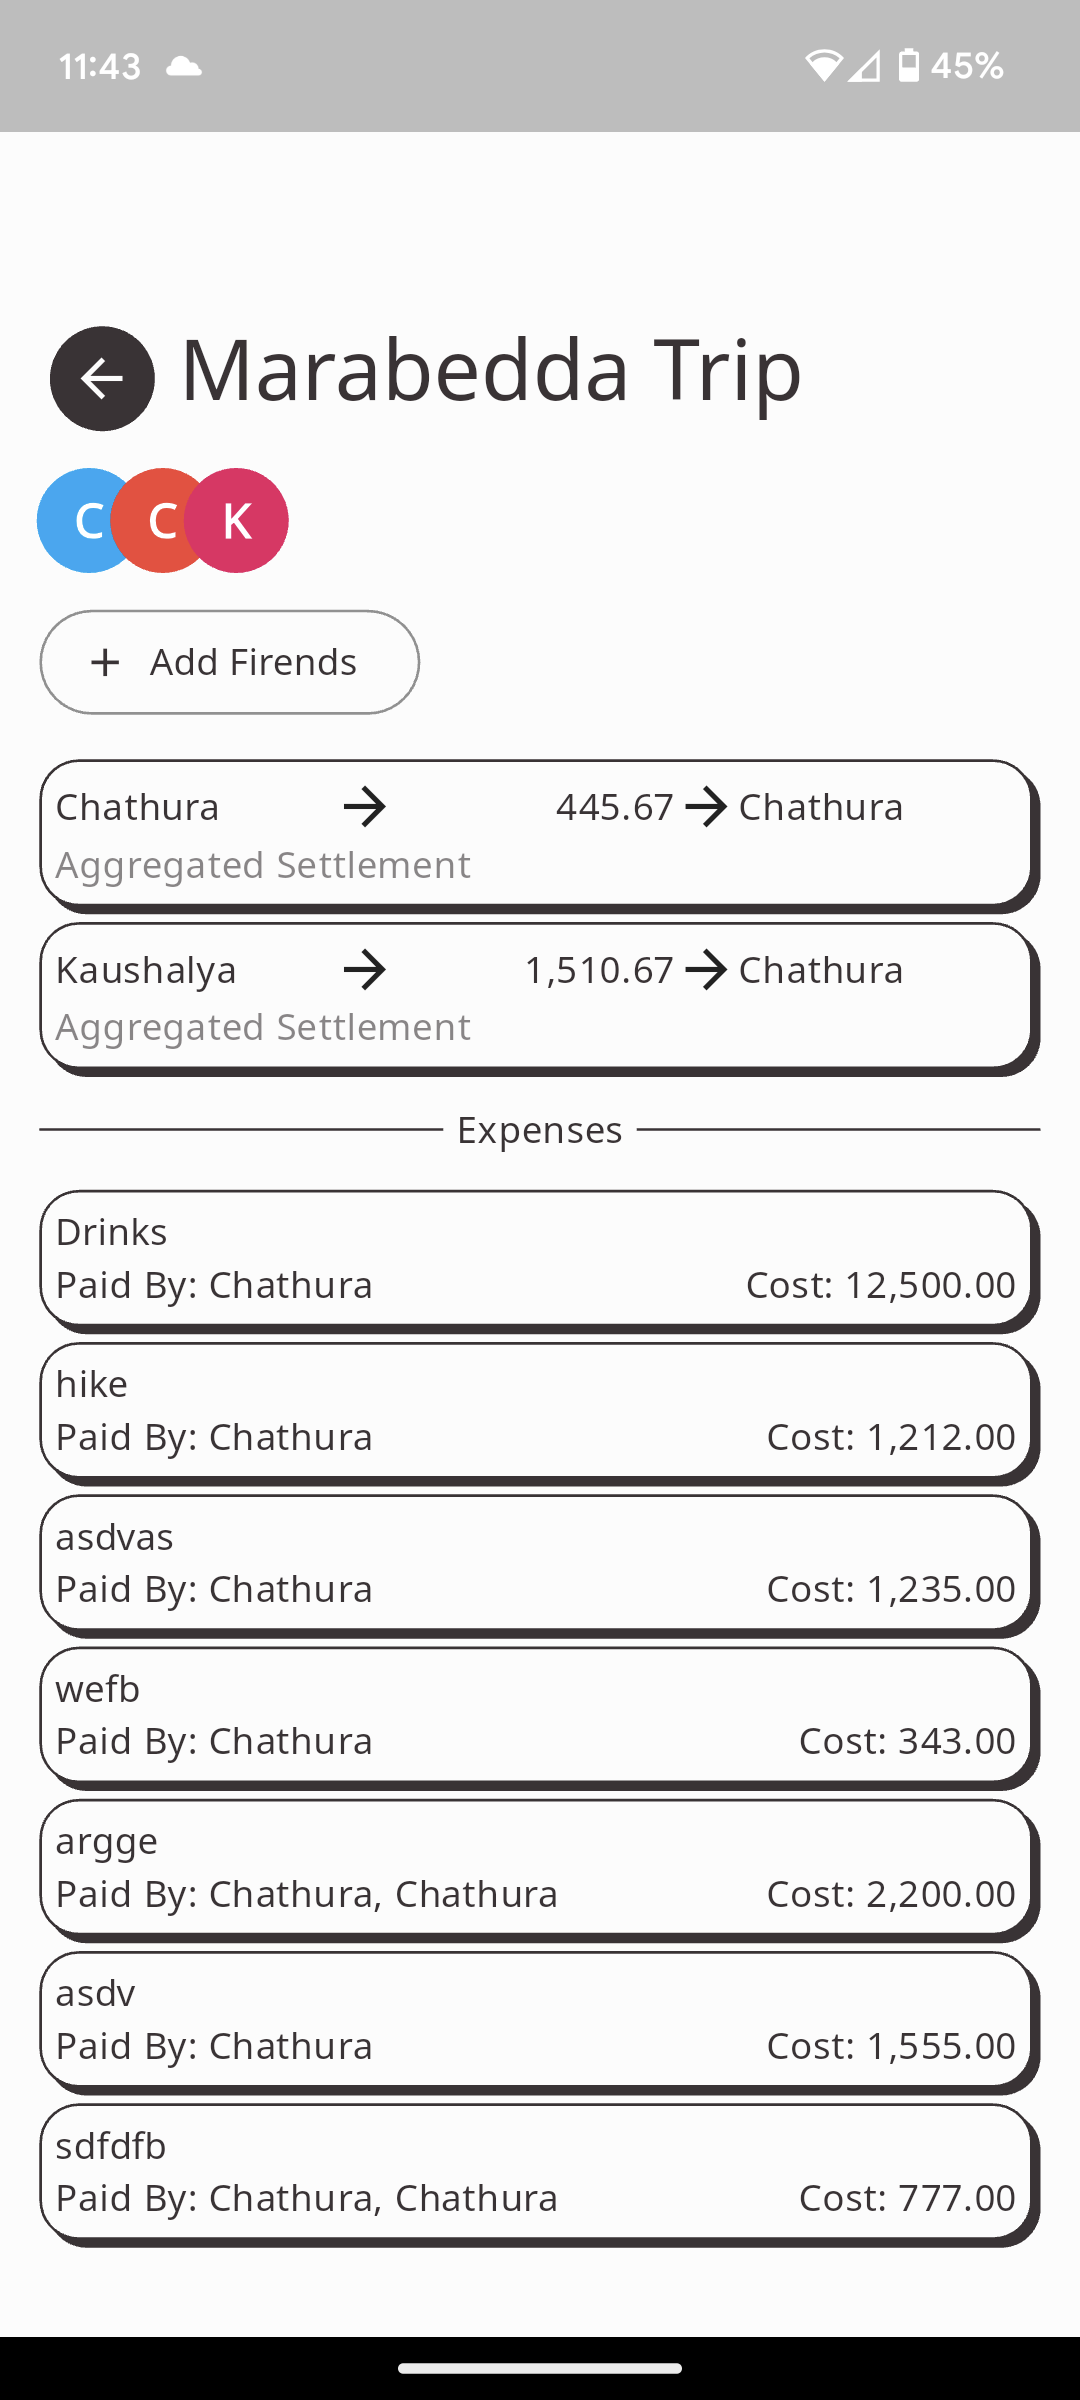 11:43 45%
Marabedda Trip
C C K
+ Add Firends
Chathura → 445.67 → Chathura
Aggregated Settlement
Kaushalya → 1,510.67 → Chathura
Aggregated Settlement
Expenses
Drinks
Paid By: Chathura Cost: 12,500.00
hike
Paid By: Chathura Cost: 1,212.00
asdvas
Paid By: Chathura Cost: 1,235.00
wefb
Paid By: Chathura Cost: 343.00
argge
Paid By: Chathura, Chathura Cost: 2,200.00
asdv
Paid By: Chathura Cost: 1,555.00
sdfdfb
Paid By: Chathura, Chathura Cost: 777.00